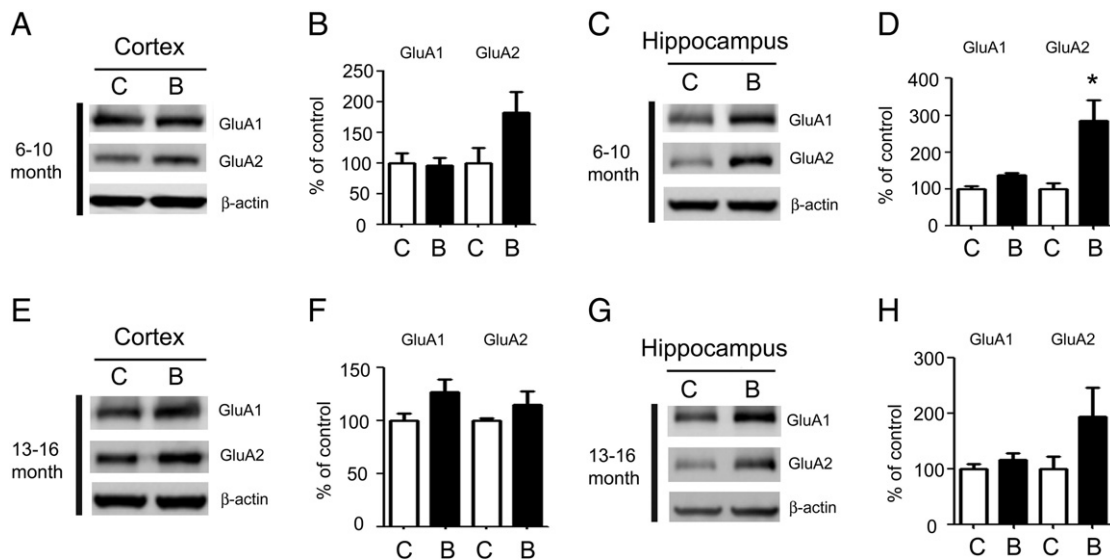 A
Cortex
C B
GluA1
6-10
month
GluA2
β-actin
B
GluA1 GluA2
% of control
250
200
150
100
50
0
C B C B
C
Hippocampus
C B
GluA1
6-10
month
GluA2
β-actin
D
GluA1 GluA2
% of control
400
300
200
100
0
*
C B C B
E
Cortex
C B
GluA1
13-16
month
GluA2
β-actin
F
GluA1 GluA2
% of control
150
100
50
0
C B C B
G
Hippocampus
C B
GluA1
13-16
month
GluA2
β-actin
H
GluA1 GluA2
% of control
300
200
100
0
C B C B